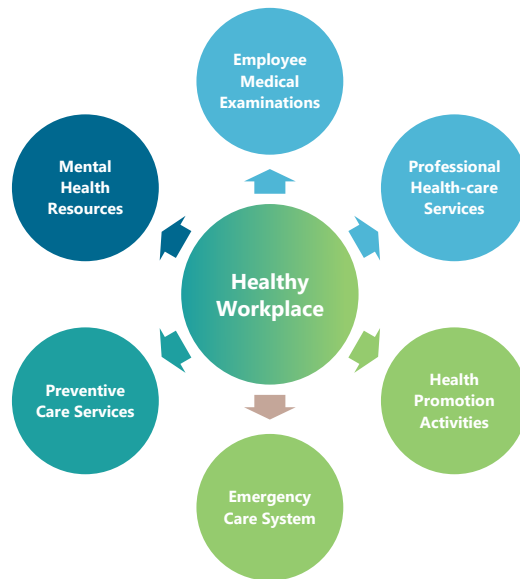 Employee
Medical
Examinations
Mental
Health
Resources
Professional
Health-care
Services
Healthy
Workplace
Preventive
Care Services
Health
Promotion
Activities
Emergency
Care System